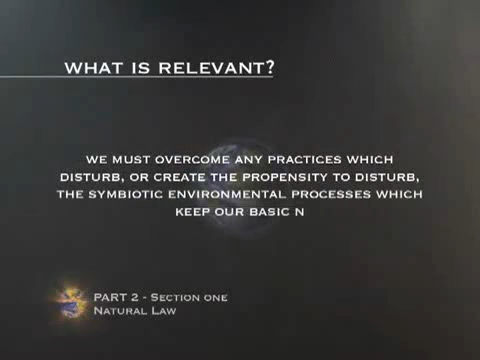 WHAT IS RELEVANT?
WE MUST OVERCOME ANY PRACTICES WHICH
DISTURB, OR CREATE THE PROPENSITY TO DISTURB,
THE SYMBIOTIC ENVIRONMENTAL PROCESSES WHICH
KEEP OUR BASIC N
PART 2 - SECTION ONE
NATURAL LAW